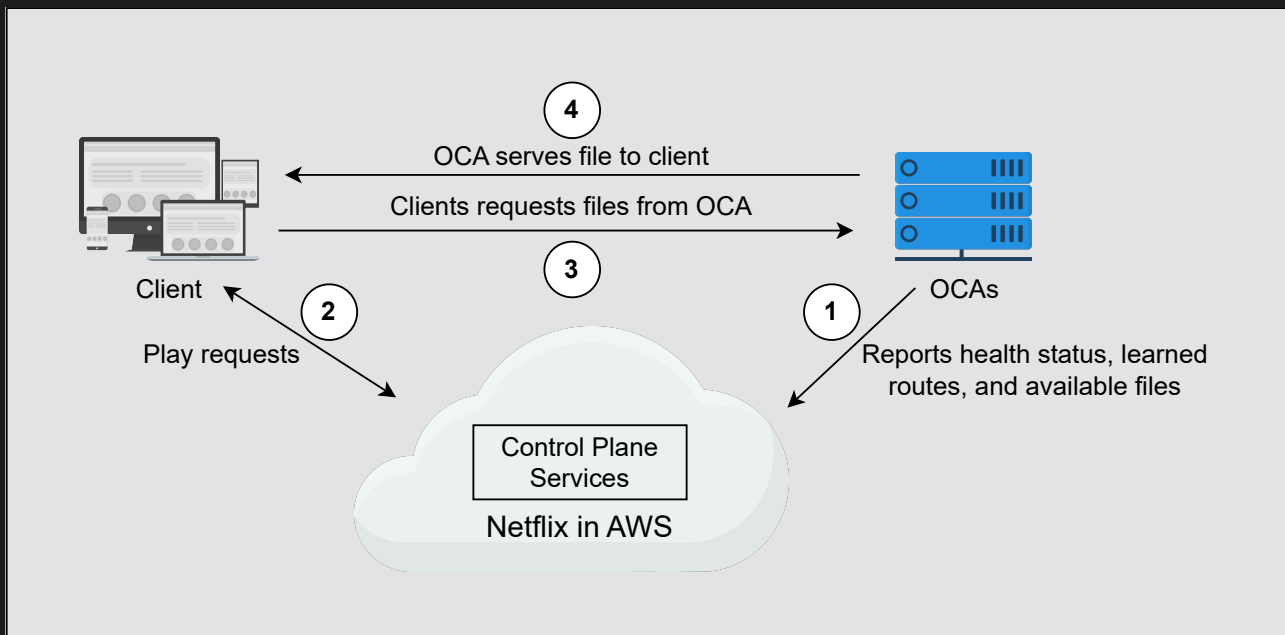 4
OCA serves file to client
Clients requests files from OCA
3
Client
OCAs
2
1
Play requests
Reports health status, learned
routes, and available files
Control Plane
Services
Netflix in AWS